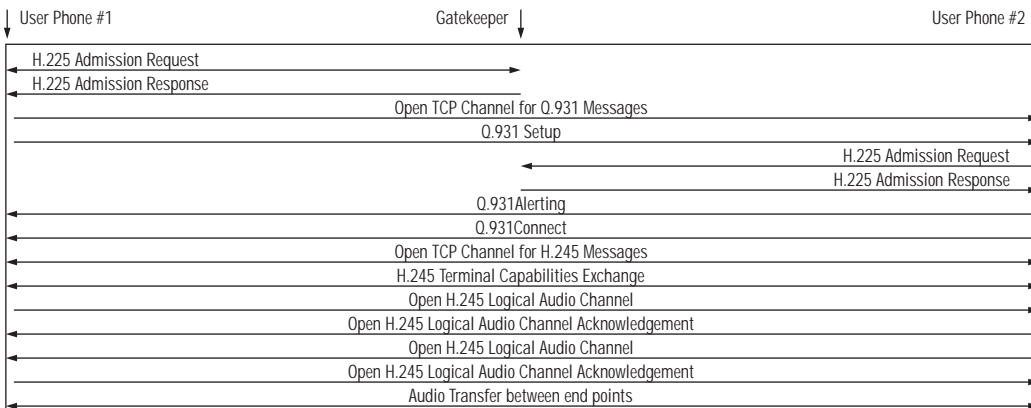 User Phone #1 Gatekeeper User Phone #2
H.225 Admission Request
H.225 Admission Response
Open TCP Channel for Q.931 Messages
Q.931 Setup
H.225 Admission Request
H.225 Admission Response
Q.931Alerting
Q.931Connect
Open TCP Channel for H.245 Messages
H.245 Terminal Capabilities Exchange
Open H.245 Logical Audio Channel
Open H.245 Logical Audio Channel Acknowledgement
Open H.245 Logical Audio Channel
Open H.245 Logical Audio Channel Acknowledgement
Audio Transfer between end points